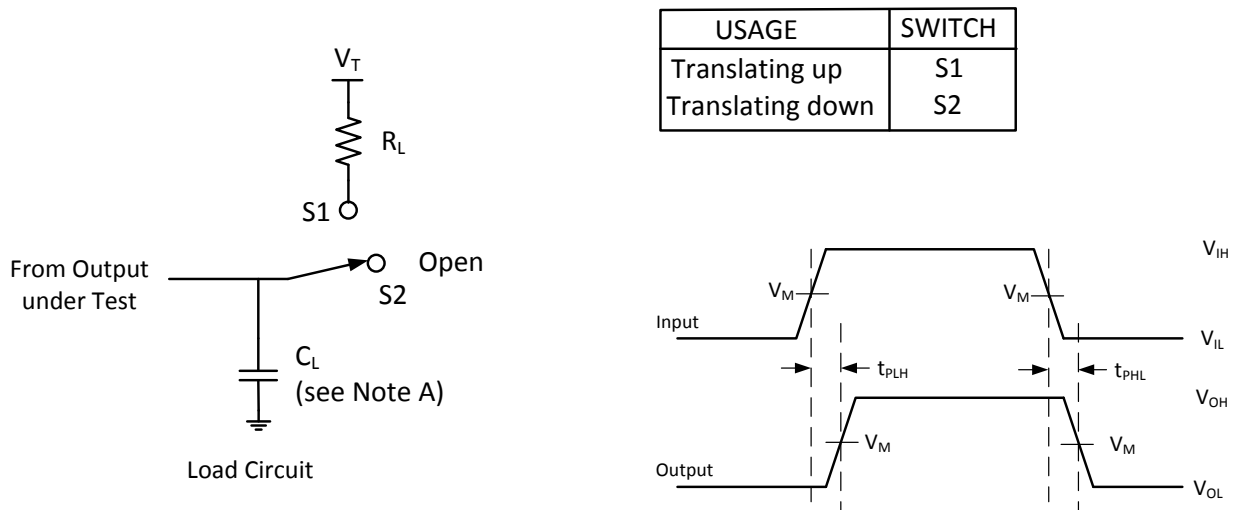 USAGE SWITCH
Translating up S1
Translating down S2
VT
RL
S1
From Output
under Test
Open
S2
CL
(see Note A)
Load Circuit
VIH
VM
VM
Input
VIL
tPLH
tPHL
VOH
VM
VM
Output
VOL